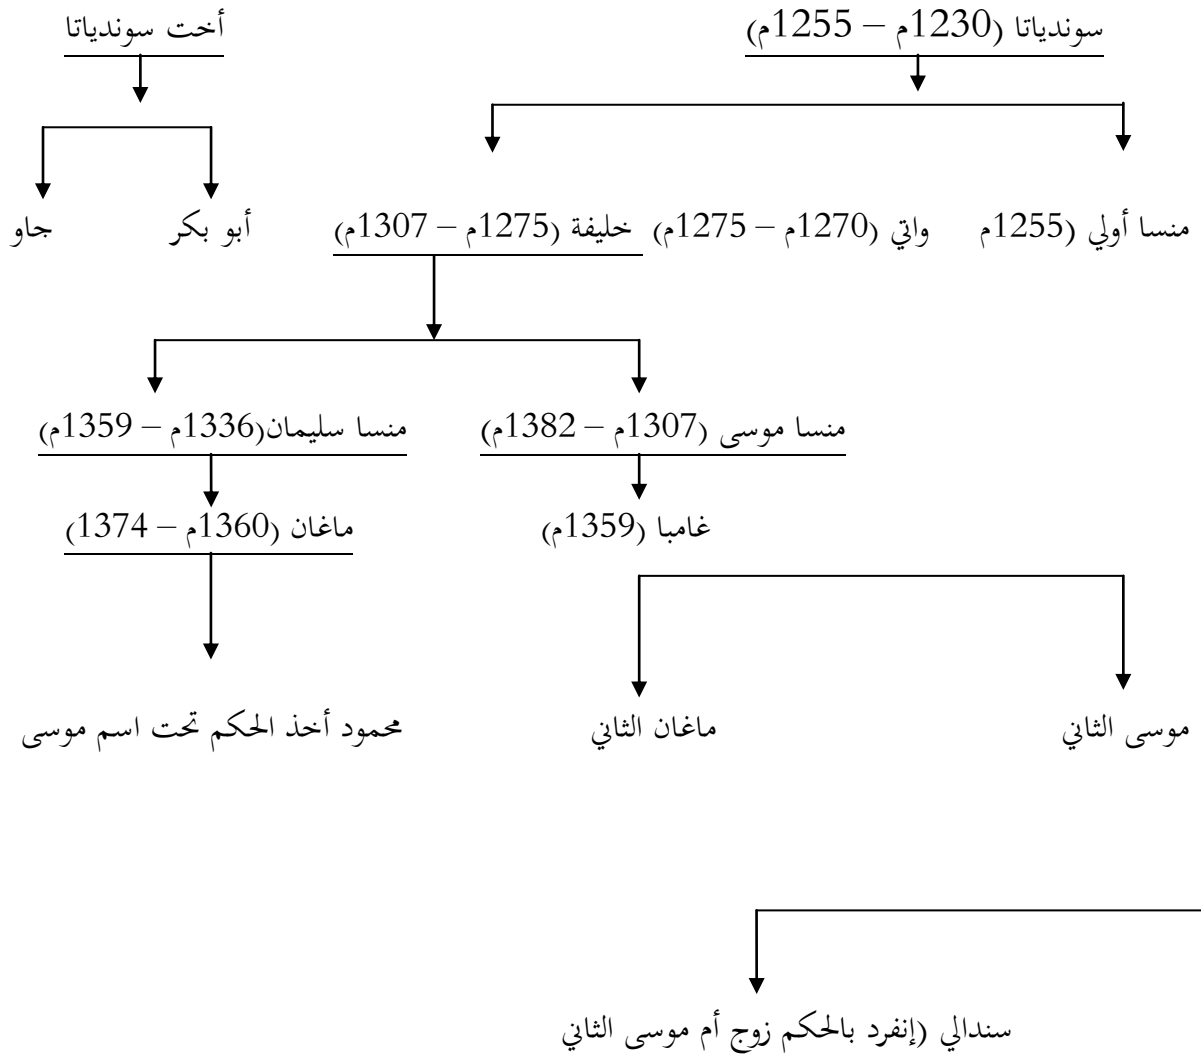 سوندياتا (1230م – 1255م)
أخت سوندياتا
منسا أولي (1255م
واتي (1270م – 1275م)
خليفة (1275م – 1307م)
أبو بكر
جاو
منسا موسى (1307م – 1382م)
منسا سليمان(1336م – 1359م)
غامبا (1359م)
ماغان (1360م – 1374)
موسى الثاني
ماغان الثاني
محمود أخذ الحكم تحت اسم موسى
سندالي (إنفرد بالحكم زوج أم موسى الثاني